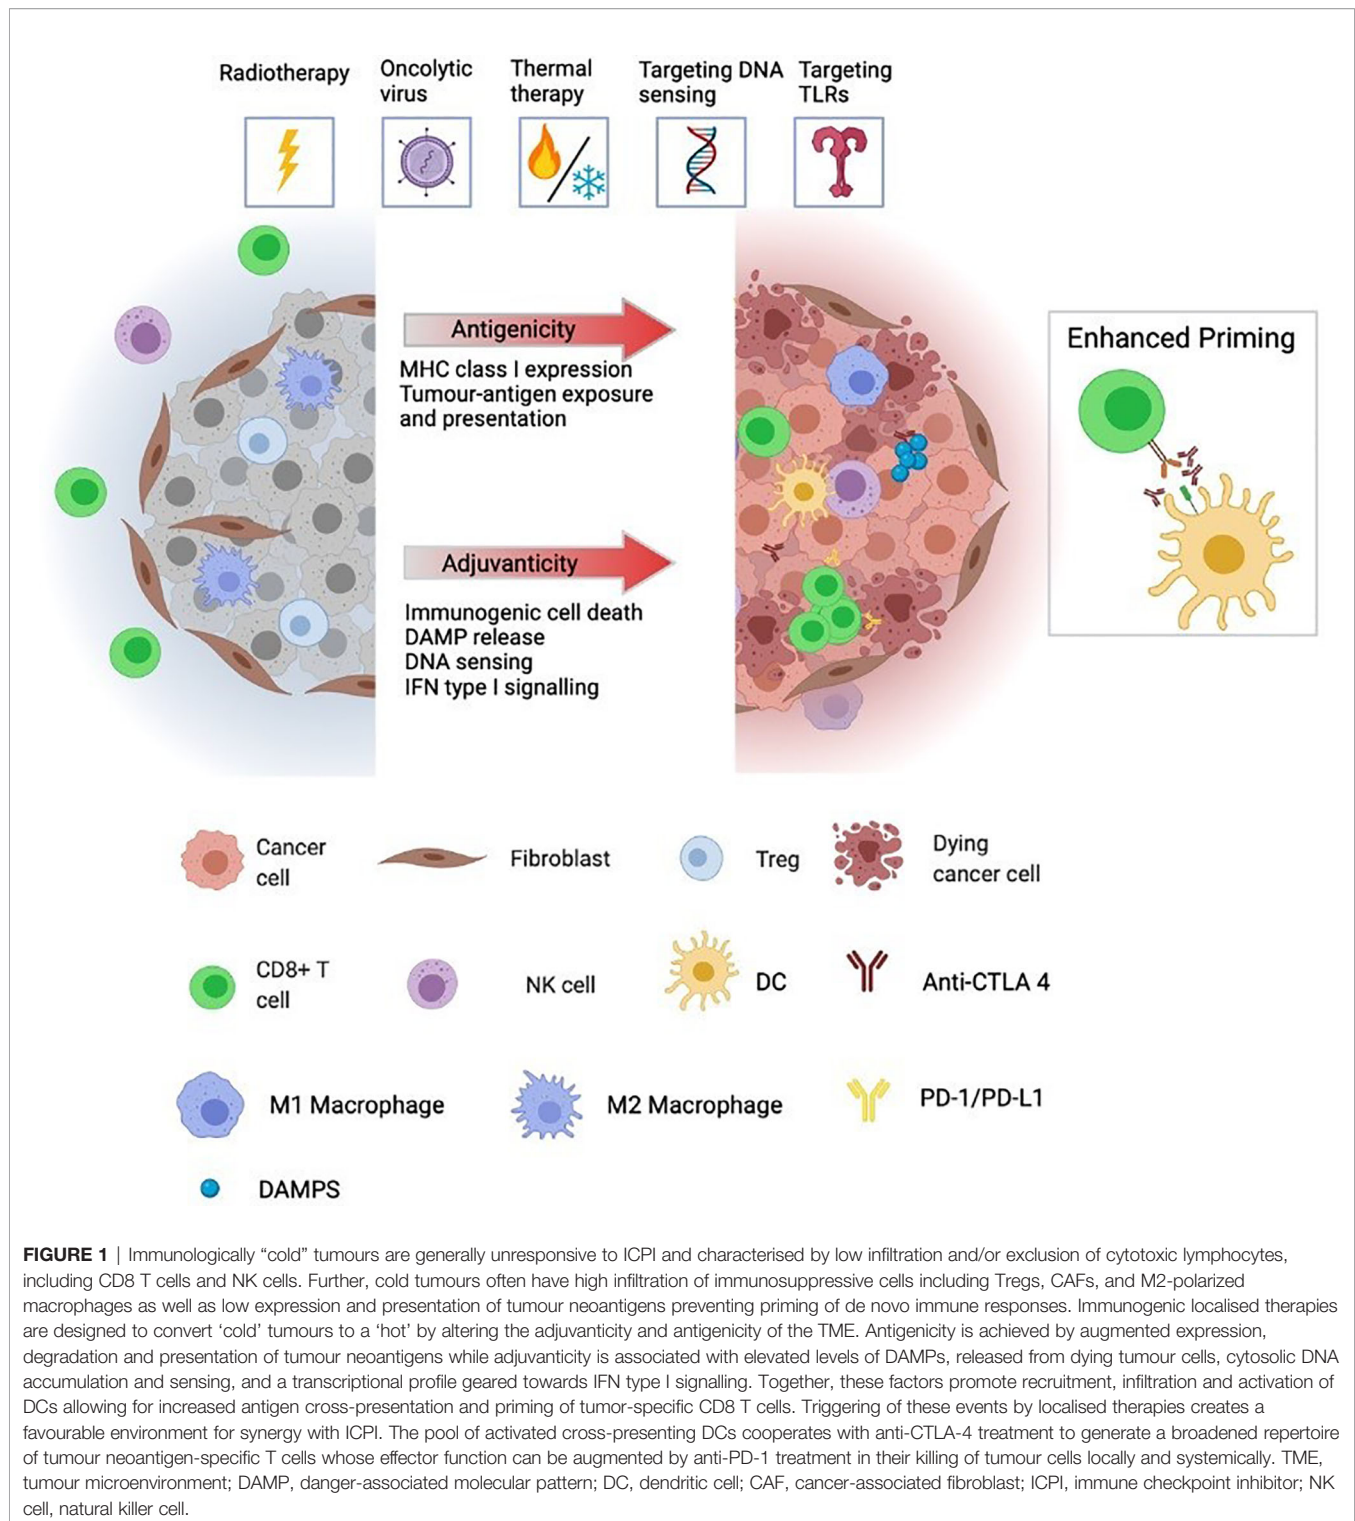 Radiotherapy
Oncolytic
virus
Thermal
therapy
Targeting DNA
sensing
Targeting
TLRs
Antigenicity
MHC class I expression
Tumour-antigen exposure
and presentation
Adjuvanticity
Immunogenic cell death
DAMP release
DNA sensing
IFN type I signalling
Enhanced Priming
Cancer
cell
Fibroblast
Treg
Dying
cancer cell
CD8+ T
cell
NK cell
DC
Anti-CTLA 4
M1 Macrophage
M2 Macrophage
PD-1/PD-L1
DAMPS
FIGURE 1 | Immunologically “cold” tumours are generally unresponsive to ICPI and characterised by low infiltration and/or exclusion of cytotoxic lymphocytes,
including CD8 T cells and NK cells. Further, cold tumours often have high infiltration of immunosuppressive cells including Tregs, CAFs, and M2-polarized
macrophages as well as low expression and presentation of tumour neoantigens preventing priming of de novo immune responses. Immunogenic localised therapies
are designed to convert ‘cold’ tumours to a ‘hot’ by altering the adjuvanticity and antigenicity of the TME. Antigenicity is achieved by augmented expression,
degradation and presentation of tumour neoantigens while adjuvanticity is associated with elevated levels of DAMPs, released from dying tumour cells, cytosolic DNA
accumulation and sensing, and a transcriptional profile geared towards IFN type I signalling. Together, these factors promote recruitment, infiltration and activation of
DCs allowing for increased antigen cross-presentation and priming of tumor-specific CD8 T cells. Triggering of these events by localised therapies creates a
favourable environment for synergy with ICPI. The pool of activated cross-presenting DCs cooperates with anti-CTLA-4 treatment to generate a broadened repertoire
of tumour neoantigen-specific T cells whose effector function can be augmented by anti-PD-1 treatment in their killing of tumour cells locally and systemically. TME,
tumour microenvironment; DAMP, danger-associated molecular pattern; DC, dendritic cell; CAF, cancer-associated fibroblast; ICPI, immune checkpoint inhibitor; NK
cell, natural killer cell.